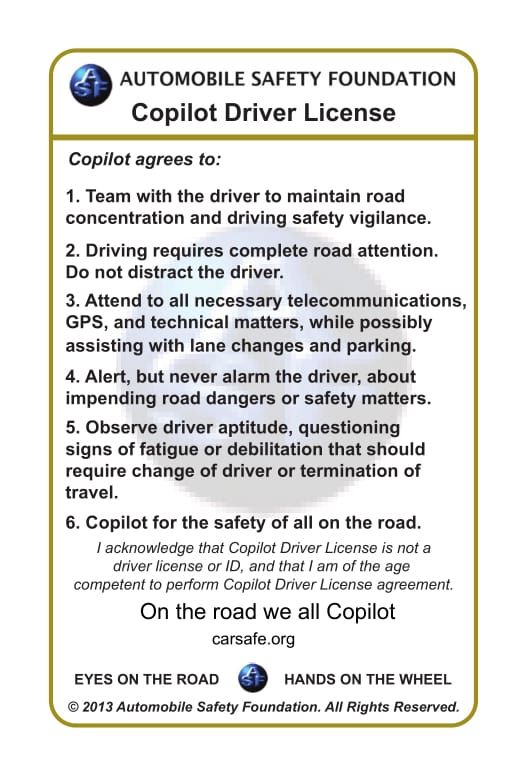 ASF AUTOMOBILE SAFETY FOUNDATION
Copilot Driver License
Copilot agrees to:
1. Team with the driver to maintain road
concentration and driving safety vigilance.
2. Driving requires complete road attention.
Do not distract the driver.
3. Attend to all necessary telecommunications,
GPS, and technical matters, while possibly
assisting with lane changes and parking.
4. Alert, but never alarm the driver, about
impending road dangers or safety matters.
5. Observe driver aptitude, questioning
signs of fatigue or debilitation that should
require change of driver or termination of
travel.
6. Copilot for the safety of all on the road.
I acknowledge that Copilot Driver License is not a
driver license or ID, and that I am of the age
competent to perform Copilot Driver License agreement.
On the road we all Copilot
carsafe.org
EYES ON THE ROAD ASF HANDS ON THE WHEEL
© 2013 Automobile Safety Foundation. All Rights Reserved.